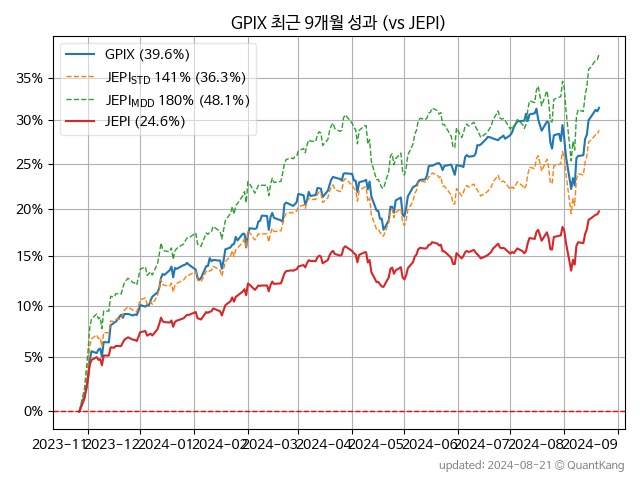 GPIX 최근 9개월 성과 (vs JEPI)
GPIX (39.6%)
JEPI_STD 141% (36.3%)
JEPI_MDD 180% (48.1%)
JEPI (24.6%)
35%
30%
25%
20%
15%
10%
5%
0%
2023-11 2023-12 2024-01 2024-02 2024-03 2024-04 2024-05 2024-06 2024-07 2024-08 2024-09
updated: 2024-08-21 © QuantKang